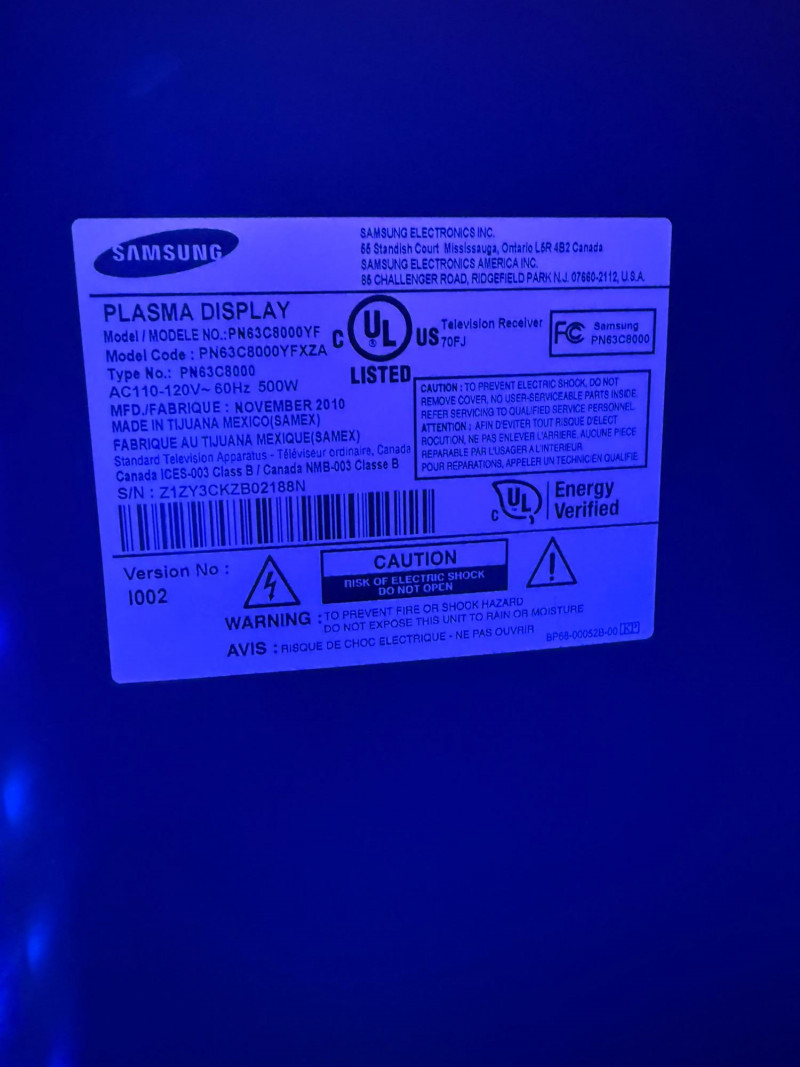 SAMSUNG
SAMSUNG ELECTRONICS INC.
55 Standish Court Mississauga, Ontario L5R 4B2 Canada
SAMSUNG ELECTRONICS AMERICA INC.
85 CHALLENGER ROAD, RIDGEFIELD PARK N.J. 07660-2112, U.S.A.
PLASMA DISPLAY
Model / MODELE NO.:PN63C8000YF
Model Code : PN63C8000YFXZA
Type No.: PN63C8000
AC110-120V~ 60Hz 500W
MFD./FABRIQUE : NOVEMBER 2010
MADE IN TIJUANA MEXICO(SAMEX)
FABRIQUE AU TIJUANA MEXIQUE(SAMEX)
Standard Television Apparatus - Téléviseur ordinaire, Canada
Canada ICES-003 Class B / Canada NMB-003 Classe B
S/N : Z1ZY3CKZB02188N
C UL ® US
LISTED
Television Receiver
70FJ
FC Samsung
PN63C8000
CAUTION : TO PREVENT ELECTRIC SHOCK, DO NOT
REMOVE COVER, NO USER-SERVICEABLE PARTS INSIDE.
REFER SERVICING TO QUALIFIED SERVICE PERSONNEL.
ATTENTION : AFIN D'EVITER TOUT RISQUE D'ELECT
ROCUTION, NE PAS ENLEVER L'ARRIERE, AUCUNE PIECE
REPARABLE PAR L'USAGER A L'INTERIEUR.
POUR REPARATIONS, APPELER UN TECHNICIEN QUALIFIE.
C UL Energy
Verified
Version No :
I002
CAUTION
RISK OF ELECTRIC SHOCK
DO NOT OPEN
WARNING : TO PREVENT FIRE OR SHOCK HAZARD
DO NOT EXPOSE THIS UNIT TO RAIN OR MOISTURE
AVIS : RISQUE DE CHOC ELECTRIQUE - NE PAS OUVRIR
BP68-00052B-00